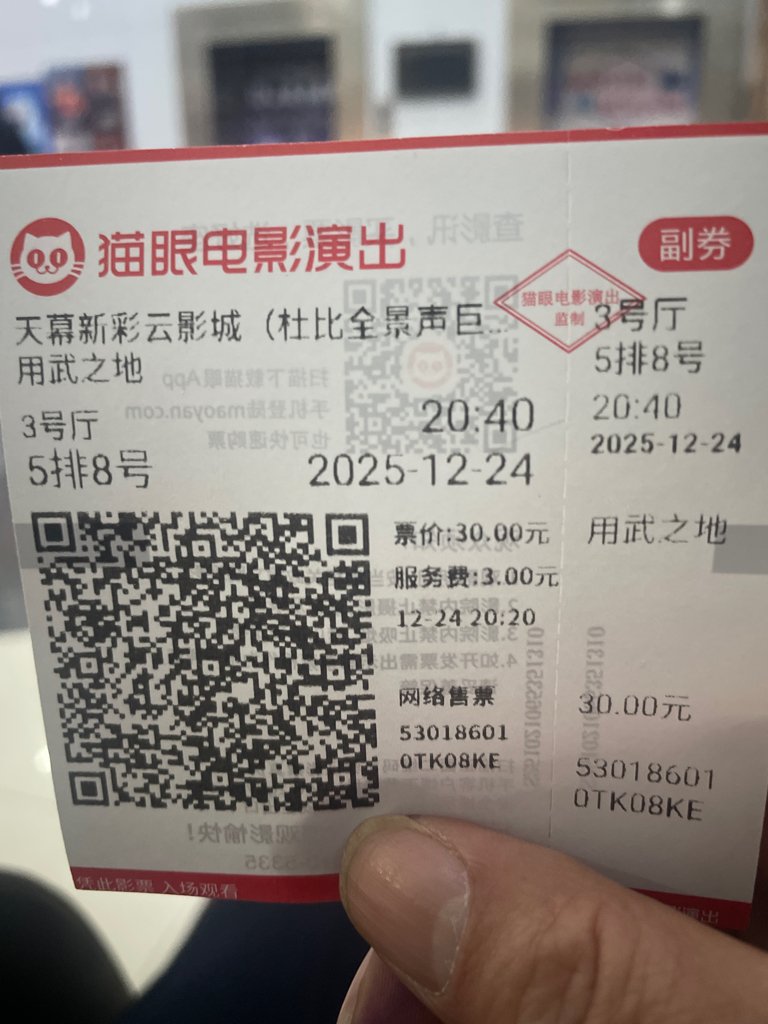 猫眼电影演出
副券
猫眼电影演出
监制
天幕新彩云影城（杜比全景声巨...
用武之地
3号厅
20:40
5排8号
2025-12-24
票价:30.00元
服务费:3.00元
12-24 20:20
网络售票
53018601
0TK08KE
凭此影票 入场观看
3号厅
5排8号
20:40
2025-12-24
用武之地
30.00元
53018601
0TK08KE
扫描下载猫眼App
手机登陆maoyan.com
也可快速购票
观影愉快！